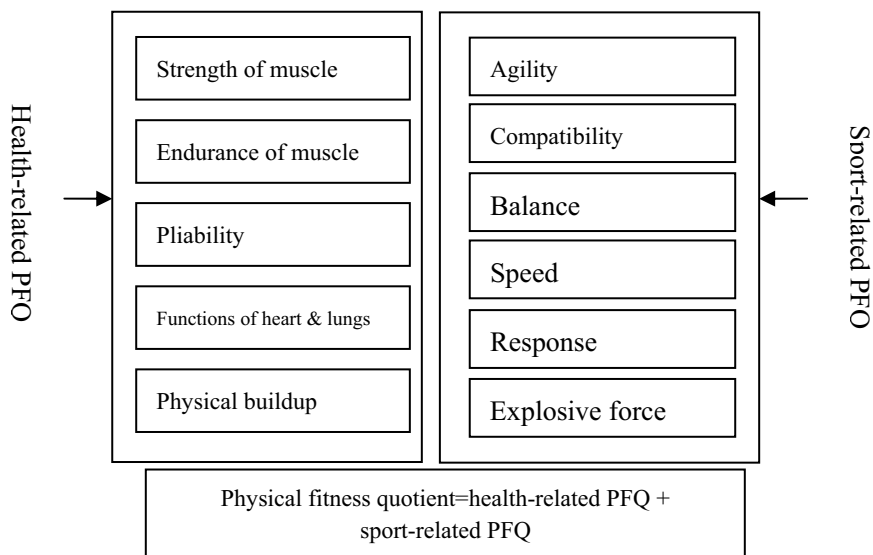 Health-related PFQ
Strength of muscle
Endurance of muscle
Pliability
Functions of heart & lungs
Physical buildup
Agility
Compatibility
Balance
Speed
Response
Explosive force
Sport-related PFQ
Physical fitness quotient=health-related PFQ +
sport-related PFQ